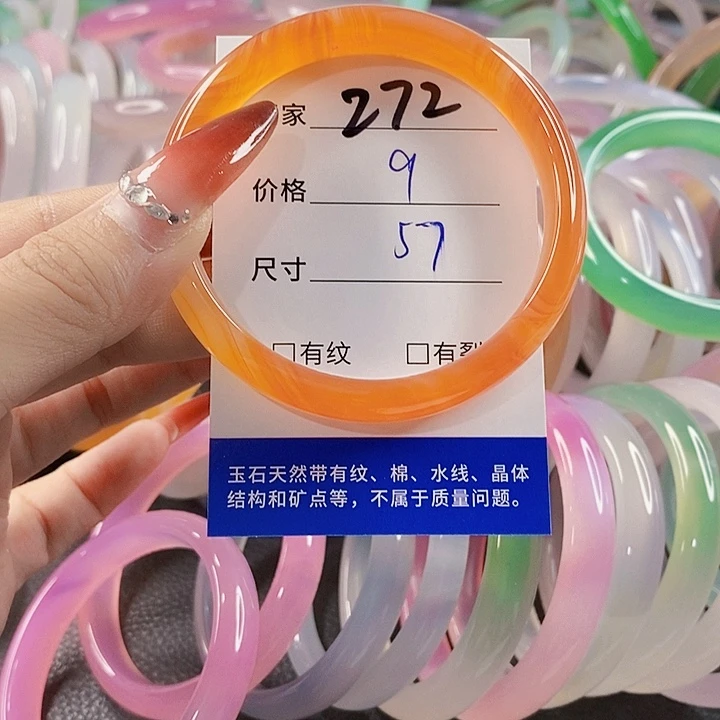 家 272
价格 9
尺寸 57
□有纹 □有裂
玉石天然带有纹、棉、水线、晶体
结构和矿点等，不属于质量问题。